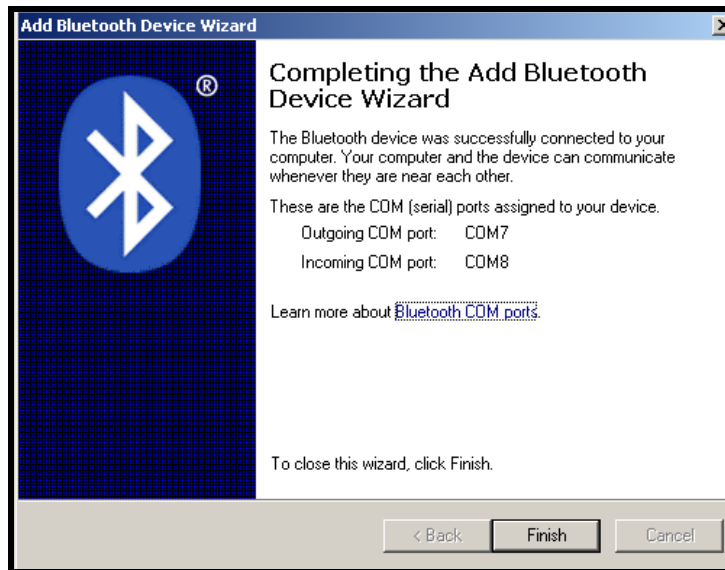 Add Bluetooth Device Wizard
®
Completing the Add Bluetooth
Device Wizard
The Bluetooth device was successfully connected to your
computer. Your computer and the device can communicate
whenever they are near each other.
These are the COM (serial) ports assigned to your device.
Outgoing COM port: COM7
Incoming COM port: COM8
Learn more about Bluetooth COM ports.
To close this wizard, click Finish.
< Back Finish Cancel